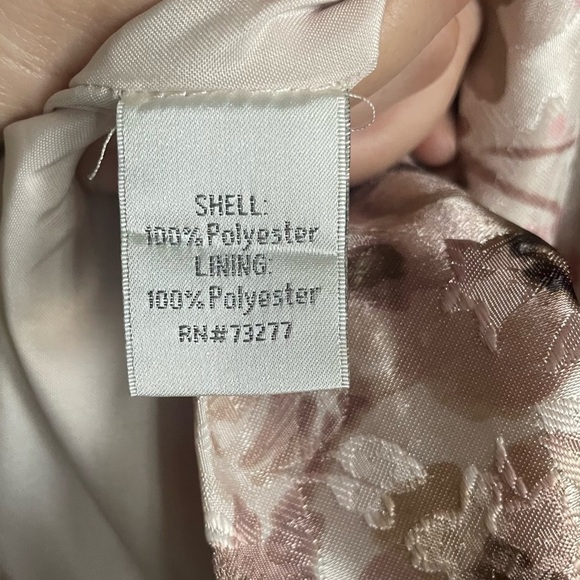 SHELL:
100% Polyester
LINING:
100% Polyester
RN#73277